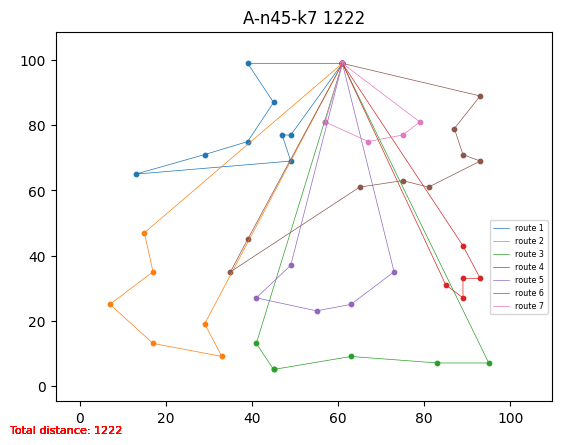 A-n45-k7 1222
100
80
60
40
20
0
0 20 40 60 80 100
route 1
route 2
route 3
route 4
route 5
route 6
route 7
Total distance: 1222